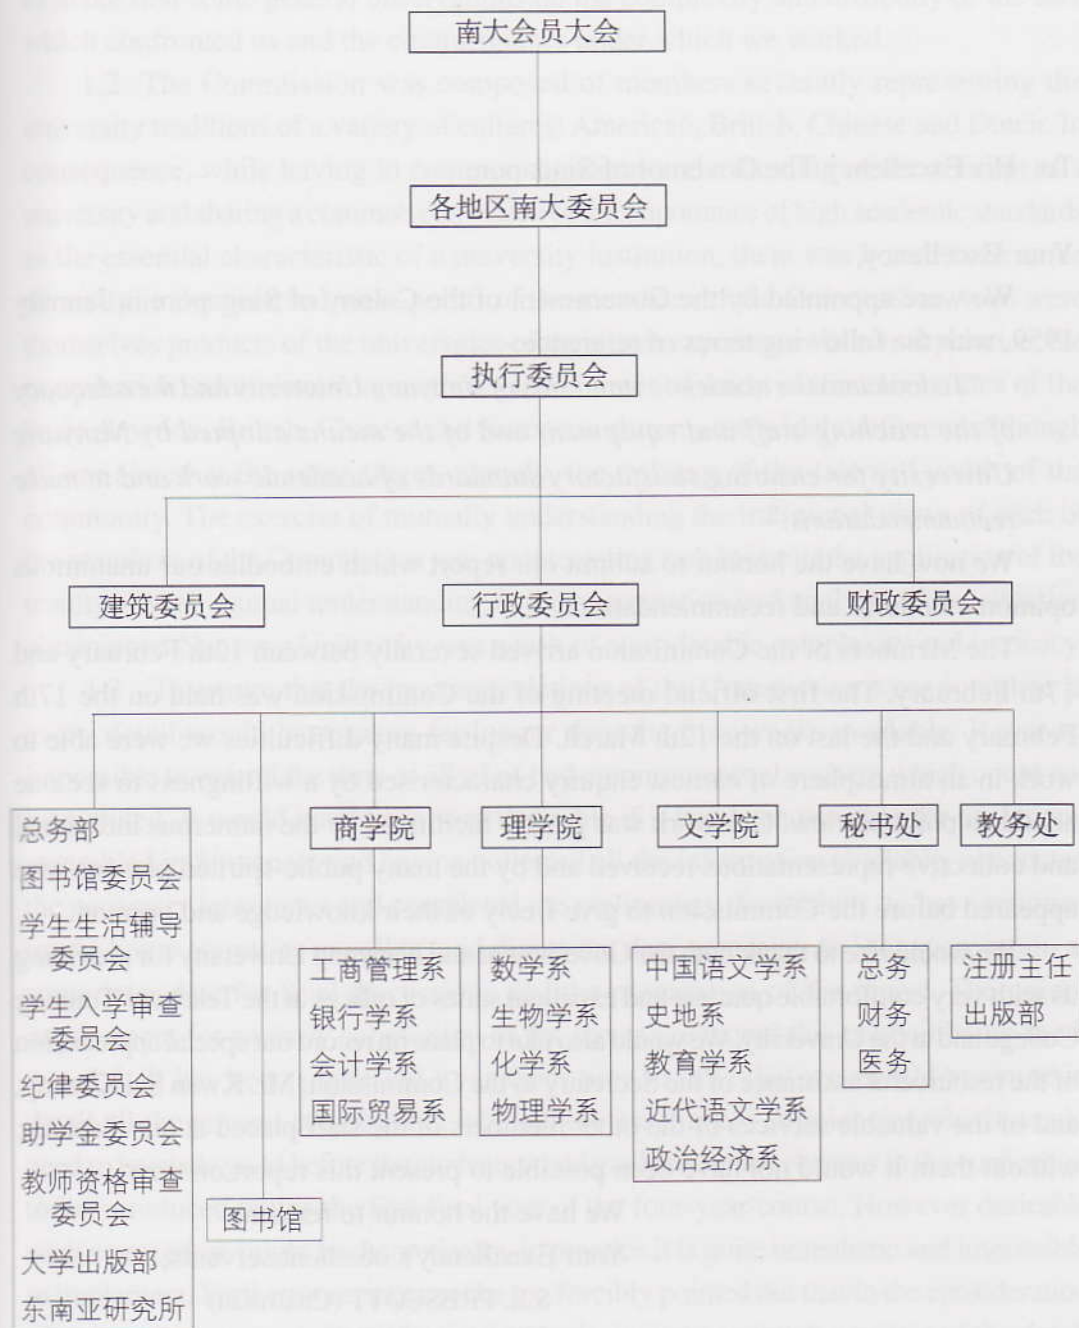 南大会员大会
各地区南大委员会
执行委员会
建筑委员会
行政委员会
财政委员会
总务部
图书馆委员会
学生生活辅导
委员会
学生入学审查
委员会
纪律委员会
助学金委员会
教师资格审查
委员会
大学出版部
东南亚研究所
图书馆
商学院
工商管理系
银行学系
会计学系
国际贸易系
理学院
数学系
生物学系
化学系
物理学系
文学院
中国语文学系
史地系
教育学系
近代语文学系
政治经济系
秘书处
总务
财务
医务
教务处
注册主任
出版部